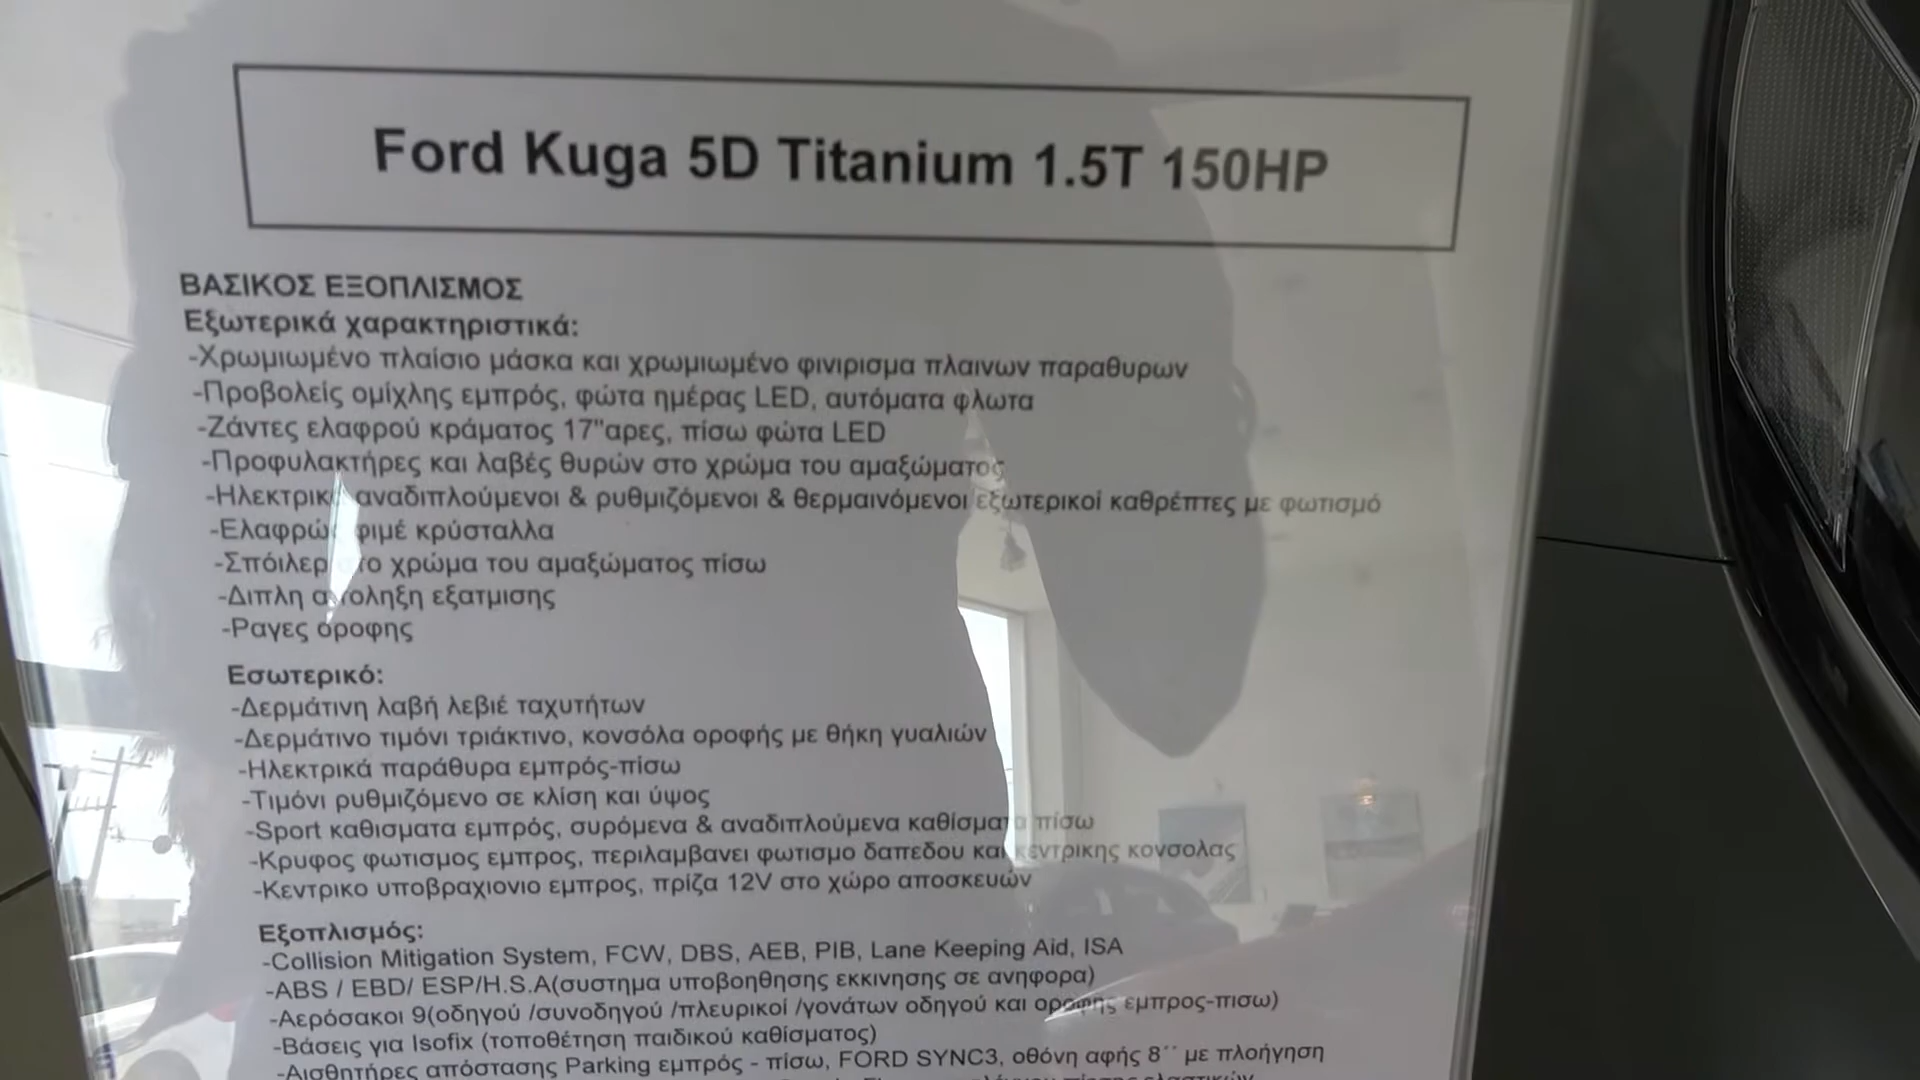 Ford Kuga 5D Titanium 1.5T 150HP
ΒΑΣΙΚΟΣ ΕΞΟΠΛΙΣΜΟΣ
Εξωτερικά χαρακτηριστικά:
-Χρωμιωμένο πλαίσιο μάσκα και χρωμιωμένο φινιρισμα πλαινων παραθυρων
-Προβολείς ομίχλης εμπρός, φώτα ημέρας LED, αυτόματα φλωτα
-Ζάντες ελαφρού κράματος 17"αρες, πίσω φώτα LED
-Προφυλακτήρες και λαβές θυρών στο χρώμα του αμαξώματος
αναδιπλούμενοι & ρυθμιζόμενοι & θερμαινόμενοι εξωτερικοί καθρέπτες με φωτισμό
-Ελαφρώς φιμέ κρύσταλλα
-Σπόιλερ στο χρώμα του αμαξώματος πίσω
-Διπλη αποληξη εξατμισης
-Ραγες οροφης
Εσωτερικό:
-Δερμάτινη λαβή λεβιέ ταχυτήτων
-Δερμάτινο τιμόνι τριάκτινο, κονσόλα οροφής με θήκη γυαλιών
-Ηλεκτρικά παράθυρα εμπρός-πίσω
-Τιμόνι ρυθμιζόμενο σε κλίση και ύψος
-Sport καθισματα εμπρός, συρόμενα & αναδιπλούμενα καθίσματα πίσω
-Κρυφος φωτισμος εμπρος, περιλαμβανει φωτισμο δαπεδου και κεντρικης κονσολας
-Κεντρικο υποβραχιονιο εμπρος, πρίζα 12V στο χώρο αποσκευών
Εξοπλισμός:
-Collision Mitigation System, FCW, DBS, AEB, PIB, Lane Keeping Aid, ISA
-ABS / EBD/ ESP/H.S.A(συστημα υποβοηθησης εκκινησης σε ανηφορα)
-Αερόσακοι 9(οδηγού /συνοδηγού /πλευρικοί /γονάτων οδηγού και οροφης εμπρος-πισω)
-Βάσεις για Isofix (τοποθέτηση παιδικού καθίσματος)
-Αισθητήρες απόστασης Parking εμπρός - πίσω, FORD SYNC3, οθόνη αφής 8΄΄ με πλοήγηση